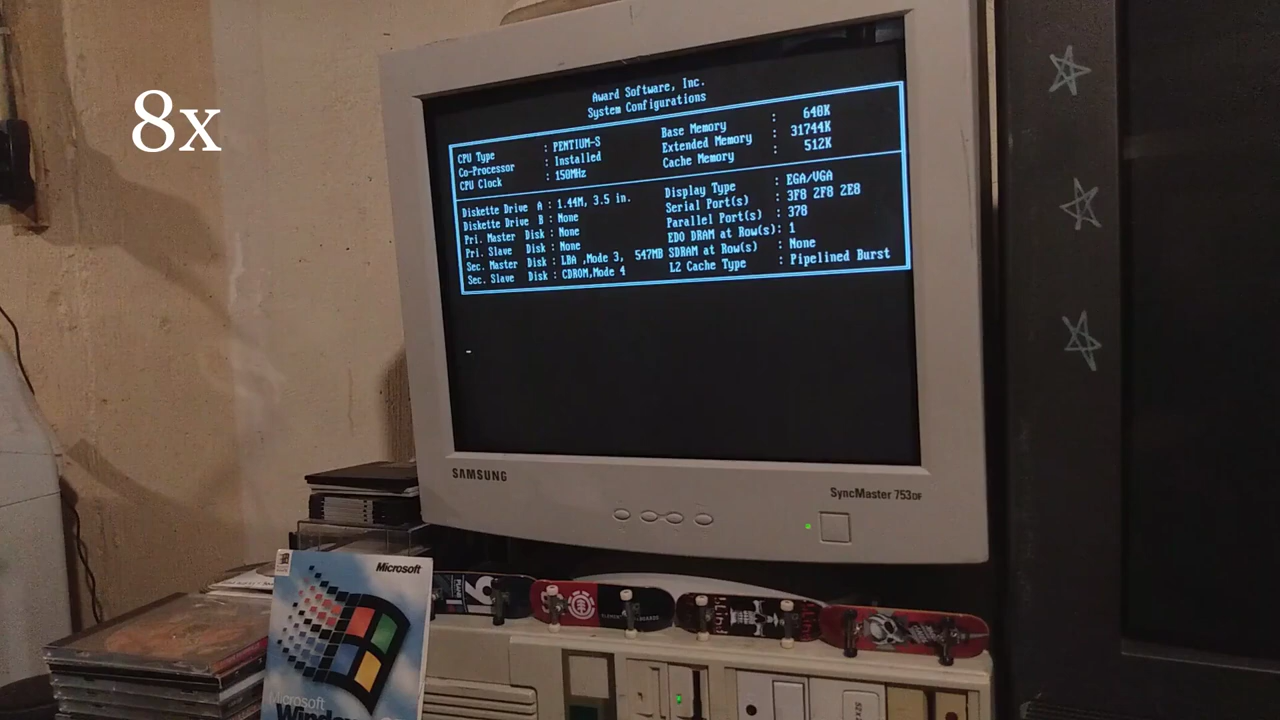 8x
Award Software, Inc.
System Configurations
CPU Type : PENTIUM-S
Co-Processor : Installed
CPU Clock : 150MHz
Base Memory : 640K
Extended Memory : 31744K
Cache Memory : 512K
Diskette Drive A : 1.44M, 3.5 in.
Diskette Drive B : None
Pri. Master Disk : None
Pri. Slave Disk : None
Sec. Master Disk : LBA ,Mode 3, 547MB
Sec. Slave Disk : CDROM,Mode 4
Display Type : EGA/VGA
Serial Port(s) : 3F8 2F8 2E8
Parallel Port(s) : 378
EDO DRAM at Row(s) : 1
SDRAM at Row(s) : None
L2 Cache Type : Pipelined Burst
SAMSUNG
SyncMaster 753DF
Microsoft
Microsoft